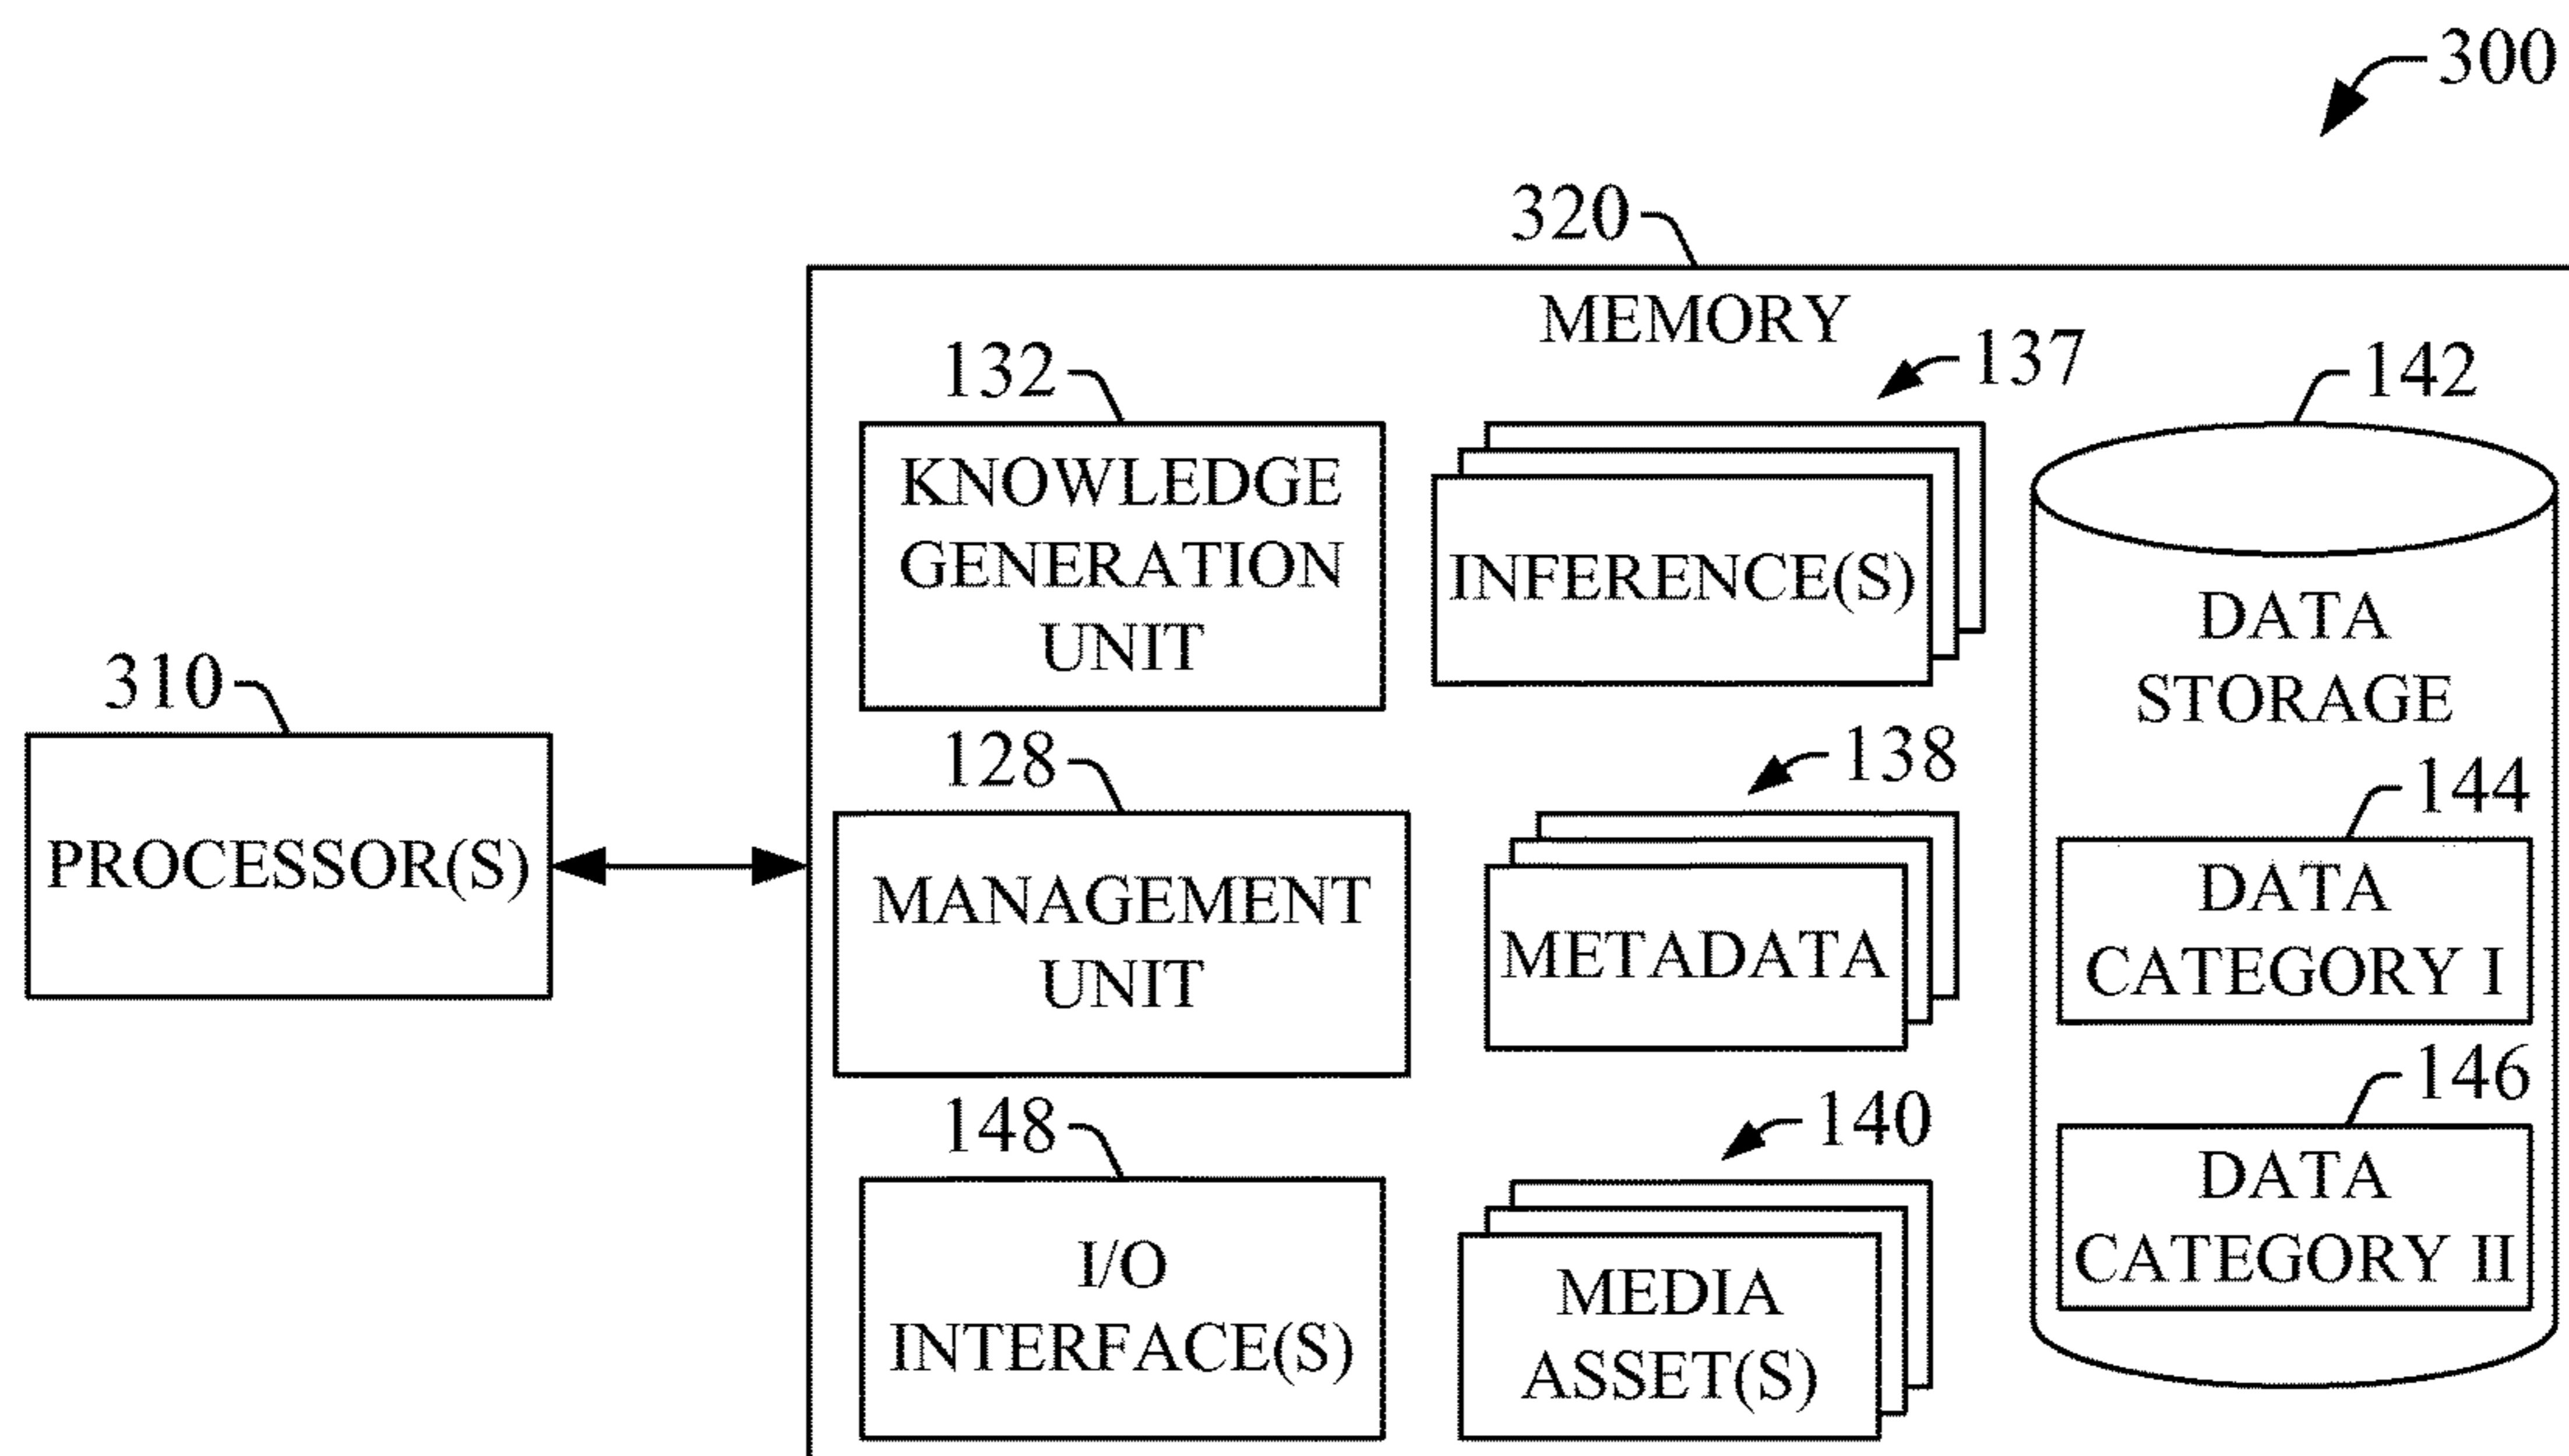 300
320
MEMORY
132
137
142
KNOWLEDGE
GENERATION
UNIT
INFERENCE(S)
DATA
STORAGE
310
PROCESSOR(S)
128
138
144
MANAGEMENT
UNIT
METADATA
DATA
CATEGORY I
148
140
146
I/O
INTERFACE(S)
MEDIA
ASSET(S)
DATA
CATEGORY II